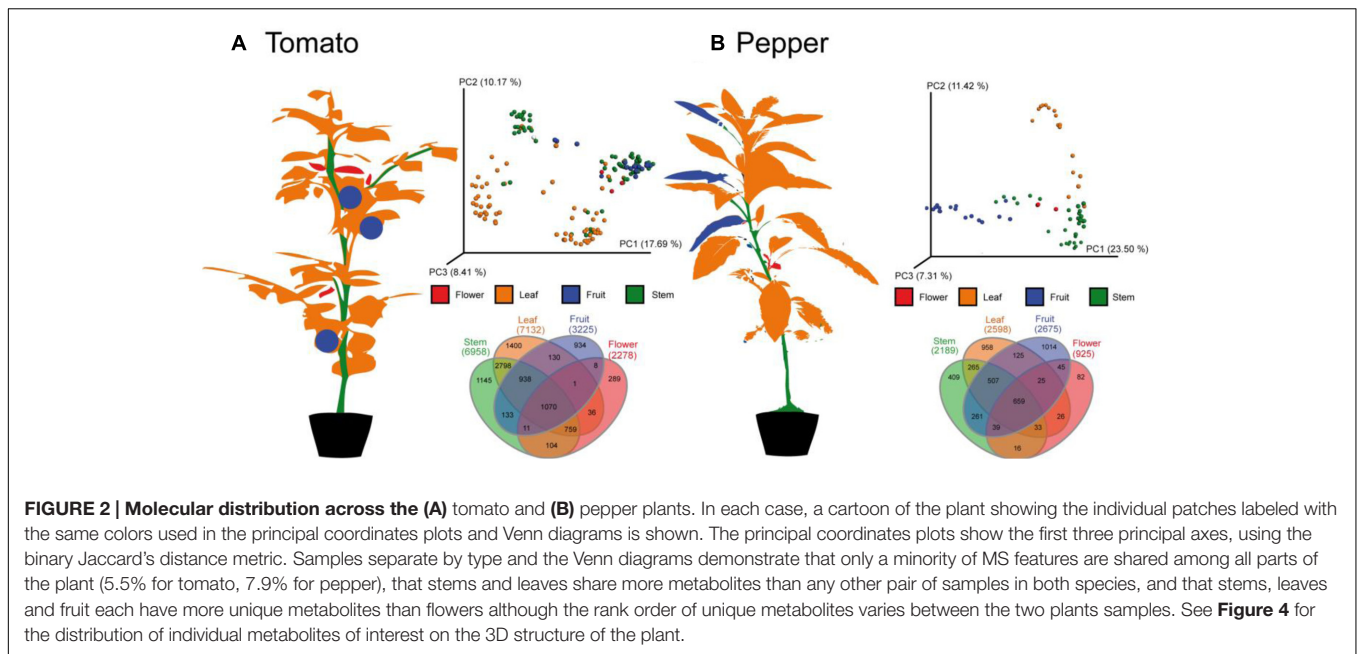 A Tomato
PC2 (10.17 %)
PC1 (17.69 %)
PC3 (8.41 %)
Flower Leaf Fruit Stem
Leaf
(7132)
Fruit
(3225)
Stem
(6958)
Flower
(2278)
1400
934
2798
130
8
1145
938
1
289
1070
133
36
11
759
104
B Pepper
PC2 (11.42 %)
PC1 (23.50 %)
PC3 (7.31 %)
Flower Leaf Fruit Stem
Leaf
(2598)
Fruit
(2675)
Stem
(2189)
Flower
(925)
958
1014
265
125
45
409
507
25
82
659
261
26
39
33
16
FIGURE 2 | Molecular distribution across the (A) tomato and (B) pepper plants. In each case, a cartoon of the plant showing the individual patches labeled with
the same colors used in the principal coordinates plots and Venn diagrams is shown. The principal coordinates plots show the first three principal axes, using the
binary Jaccard's distance metric. Samples separate by type and the Venn diagrams demonstrate that only a minority of MS features are shared among all parts of
the plant (5.5% for tomato, 7.9% for pepper), that stems and leaves share more metabolites than any other pair of samples in both species, and that stems, leaves
and fruit each have more unique metabolites than flowers although the rank order of unique metabolites varies between the two plants samples. See Figure 4 for
the distribution of individual metabolites of interest on the 3D structure of the plant.